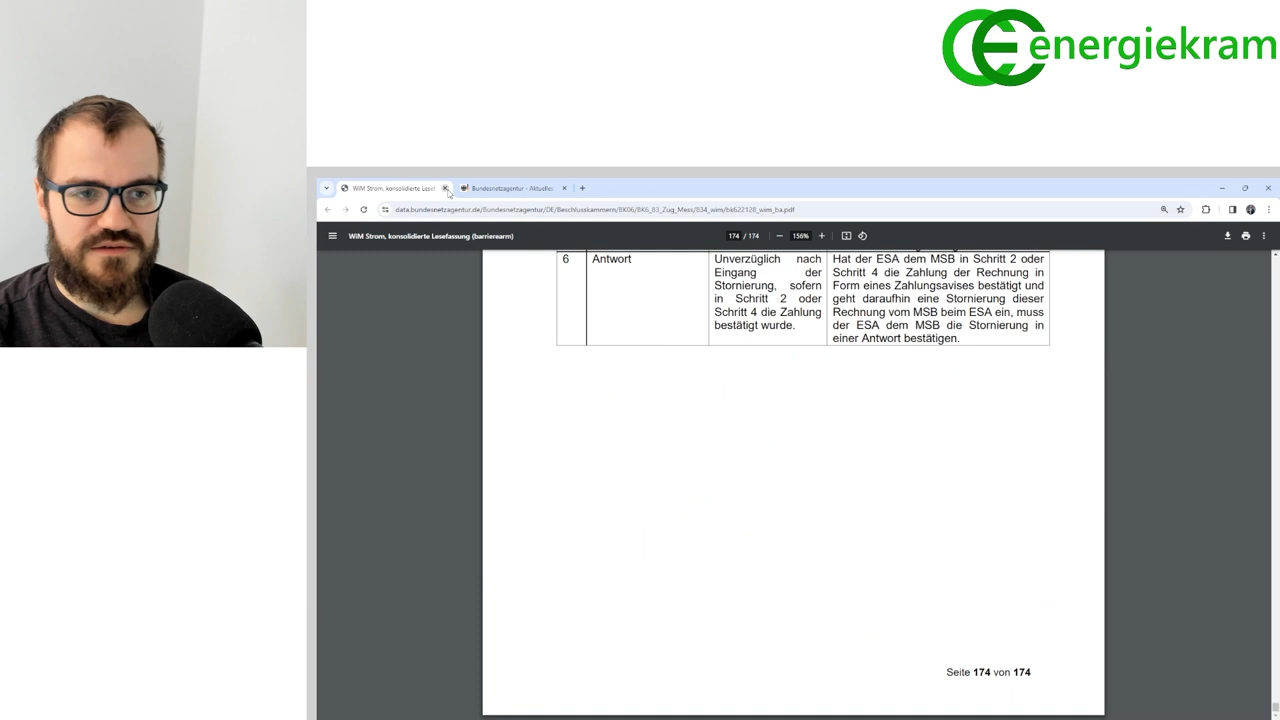 energiekram
WiM Strom, konsolidierte Lese
Bundesnetzagentur - Aktuelles
data.bundesnetzagentur.de/Bundesnetzagentur/DE/Beschlusskammern/BK06/BK6_83_Zug_Mess/834_wim/bk622128_wim_ba.pdf
WiM Strom, konsolidierte Lesefassung (barrierearm)
174 / 174
156%
6
Antwort
Unverzüglich nach
Eingang der
Stornierung, sofern
in Schritt 2 oder
Schritt 4 die Zahlung
bestätigt wurde.
Hat der ESA dem MSB in Schritt 2 oder
Schritt 4 die Zahlung der Rechnung in
Form eines Zahlungsavises bestätigt und
geht daraufhin eine Stornierung dieser
Rechnung vom MSB beim ESA ein, muss
der ESA dem MSB die Stornierung in
einer Antwort bestätigen.
Seite 174 von 174